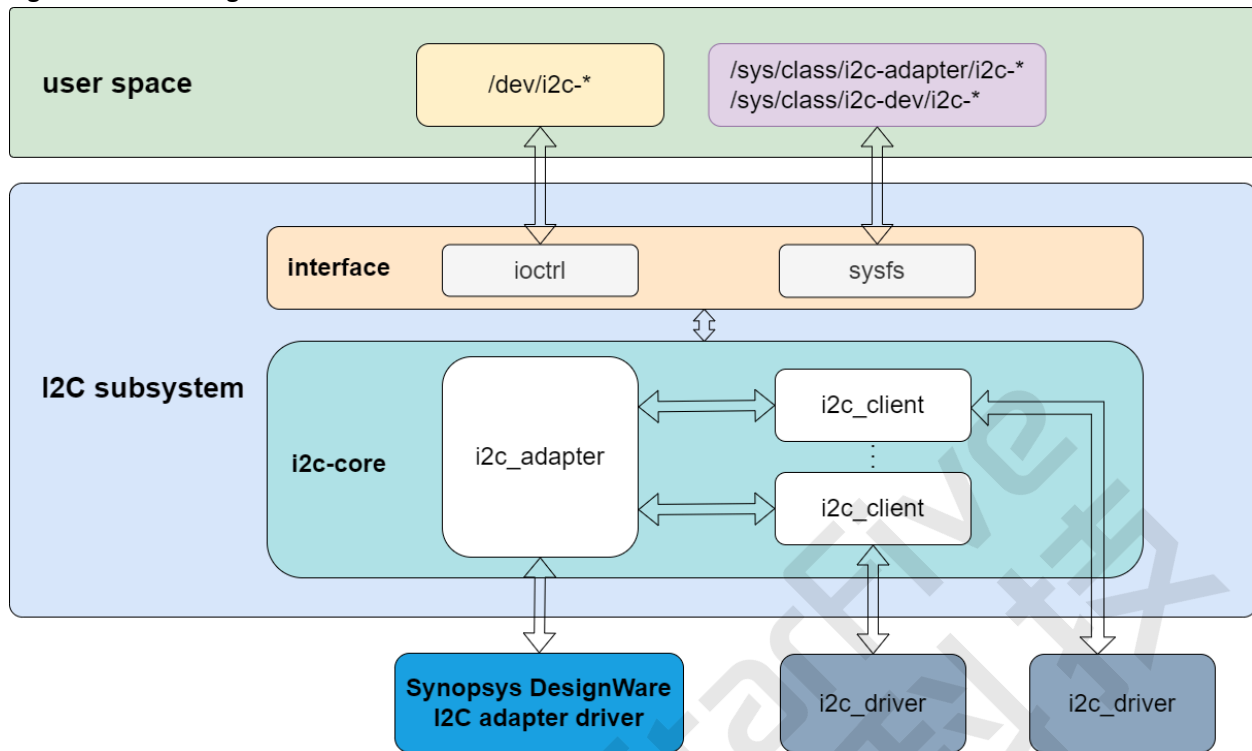 user space
/dev/i2c-*
/sys/class/i2c-adapter/i2c-*
/sys/class/i2c-dev/i2c-*
interface
ioctrl
sysfs
I2C subsystem
i2c-core
i2c_adapter
i2c_client
i2c_client
Synopsys DesignWare
I2C adapter driver
i2c_driver
i2c_driver